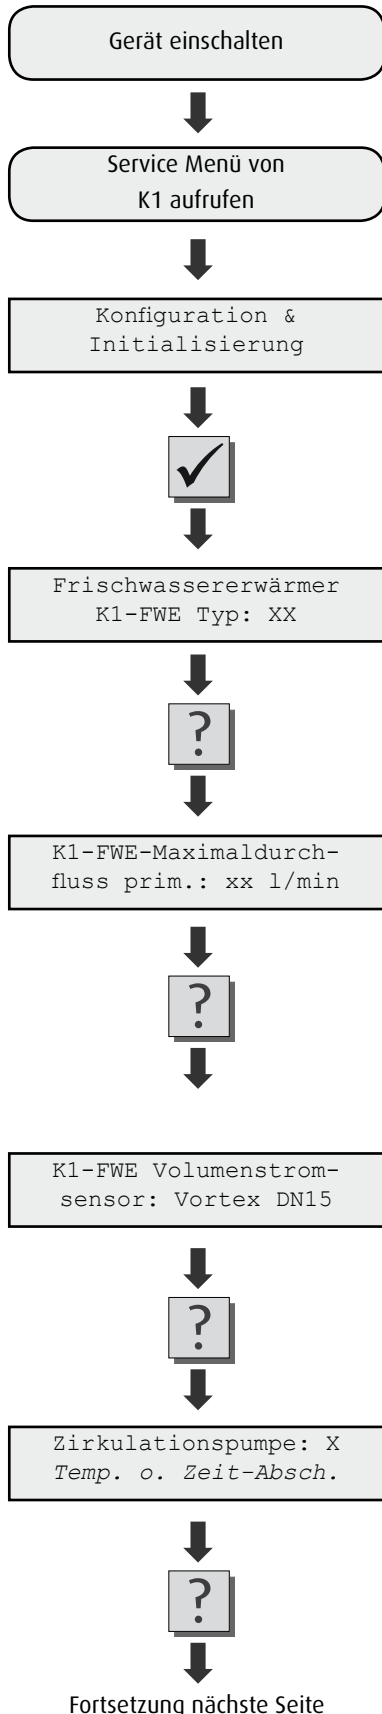 Gerät einschalten
Service Menü von
K1 aufrufen
Konfiguration &
Initialisierung
Frischwassererwärmer
K1-FWE Typ: XX
?
K1-FWE-Maximaldurch-
fluss prim.: xx l/min
?
K1-FWE Volumenstrom-
sensor: Vortex DN15
?
Zirkulationspumpe: X
Temp. o. Zeit-Absch.
?
Fortsetzung nächste Seite